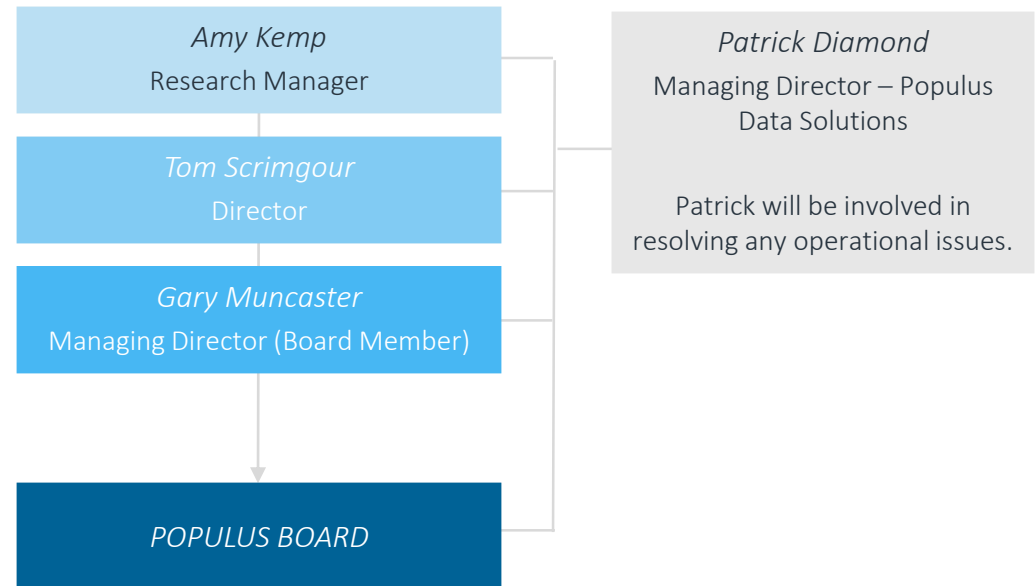 Amy Kemp
Research Manager
Tom Scrimgour
Director
Gary Muncaster
Managing Director (Board Member)
POPULUS BOARD
Patrick Diamond
Managing Director – Populus
Data Solutions
Patrick will be involved in
resolving any operational issues.